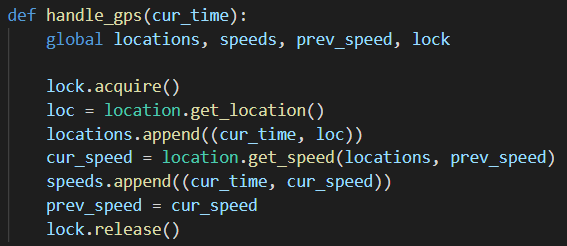 def handle_gps(cur_time):
    global locations, speeds, prev_speed, lock

    lock.acquire()
    loc = location.get_location()
    locations.append((cur_time, loc))
    cur_speed = location.get_speed(locations, prev_speed)
    speeds.append((cur_time, cur_speed))
    prev_speed = cur_speed
    lock.release()